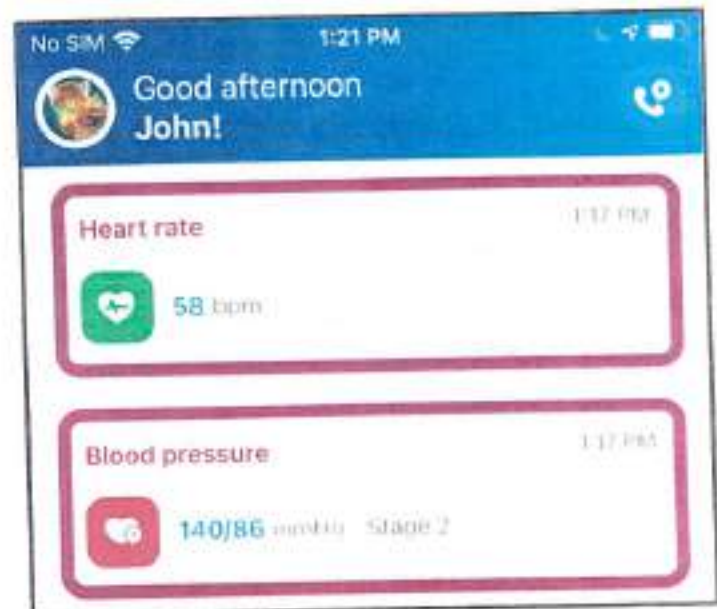 No SIM 1:21 PM
Good afternoon
John!
Heart rate 1:17 PM
58 bpm
Blood pressure 1:17 PM
140/86 mmHg Stage 2